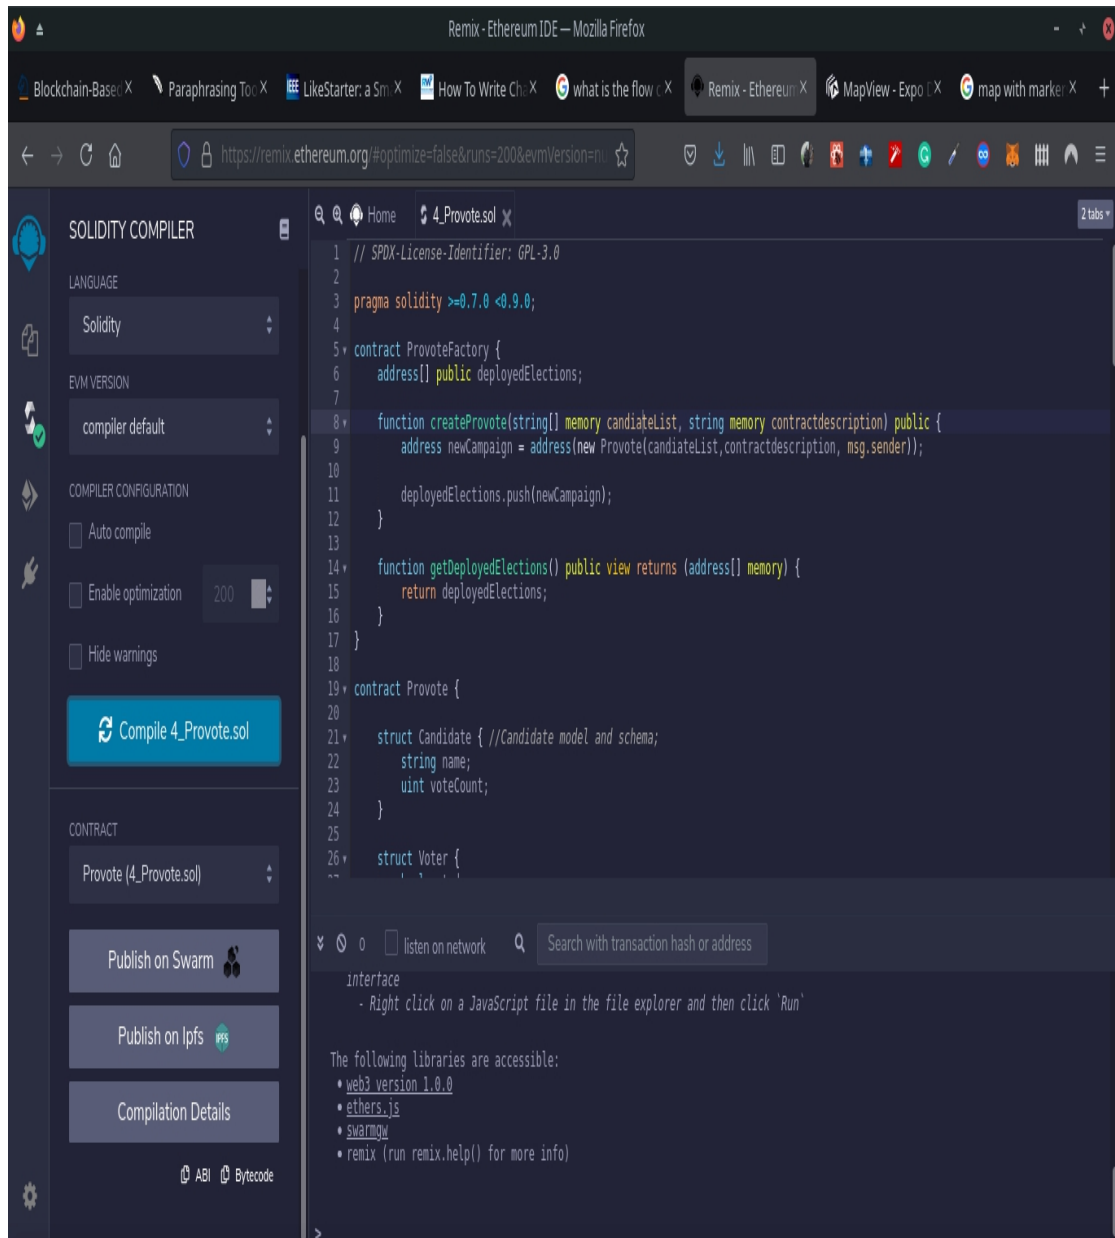 Remix - Ethereum IDE — Mozilla Firefox
Blockchain-Based
Paraphrasing Too
LikeStarter: a Sm
How To Write Cha
what is the flow c
Remix - Ethereum
MapView - Expo D
map with marker
https://remix.ethereum.org/#optimize=false&runs=200&evmVersion=nu
SOLIDITY COMPILER
LANGUAGE
Solidity
EVM VERSION
compiler default
COMPILER CONFIGURATION
Auto compile
Enable optimization 200
Hide warnings
Compile 4_Provote.sol
CONTRACT
Provote (4_Provote.sol)
Publish on Swarm
Publish on Ipfs IPFS
Compilation Details
ABI Bytecode
Home 4_Provote.sol
2 tabs
1 // SPDX-License-Identifier: GPL-3.0
2
3 pragma solidity >=0.7.0 <0.9.0;
4
5 contract ProvoteFactory {
6 address[] public deployedElections;
7
8 function createProvote(string[] memory candiateList, string memory contractdescription) public {
9 address newCampaign = address(new Provote(candiateList,contractdescription, msg.sender));
10
11 deployedElections.push(newCampaign);
12 }
13
14 function getDeployedElections() public view returns (address[] memory) {
15 return deployedElections;
16 }
17 }
18
19 contract Provote {
20
21 struct Candidate { //Candidate model and schema;
22 string name;
23 uint voteCount;
24 }
25
26 struct Voter {
0 listen on network Search with transaction hash or address
interface
- Right click on a JavaScript file in the file explorer and then click `Run`
The following libraries are accessible:
• web3 version 1.0.0
• ethers.js
• swarmgw
• remix (run remix.help() for more info)
>